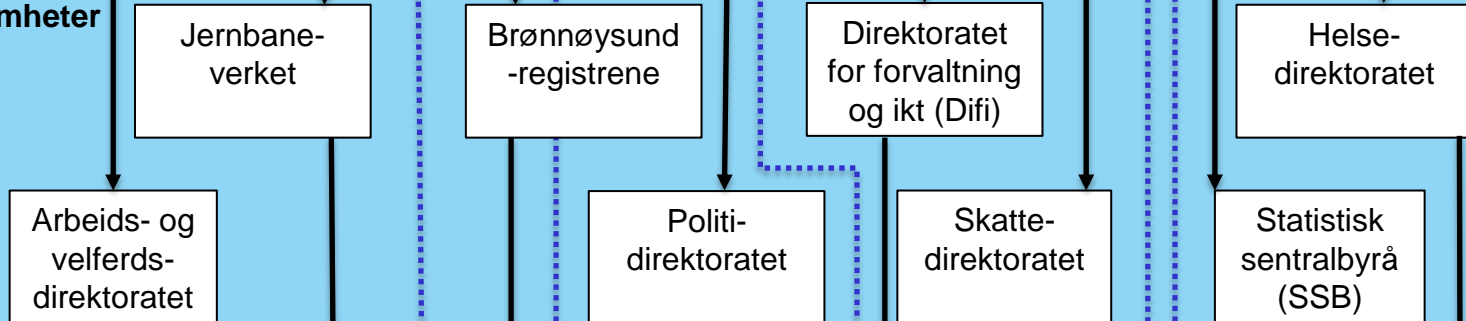 mheter
Jernbane-
verket
Brønnøysund
-registrene
Direktoratet
for forvaltning
og ikt (Difi)
Helse-
direktoratet
Arbeids- og
velferds-
direktoratet
Politi-
direktoratet
Skatte-
direktoratet
Statistisk
sentralbyrå
(SSB)